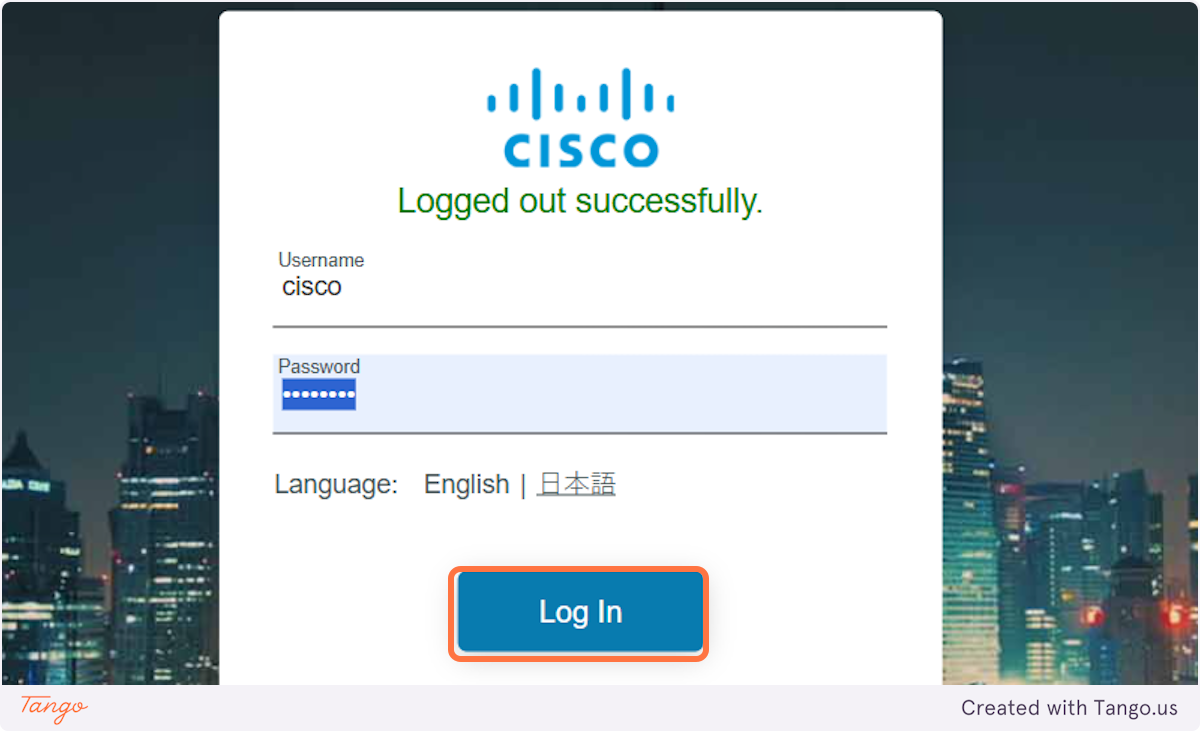 CISCO
Logged out successfully.
Username
cisco
Password
••••••••
Language: English | 日本語
Log In
Tango
Created with Tango.us